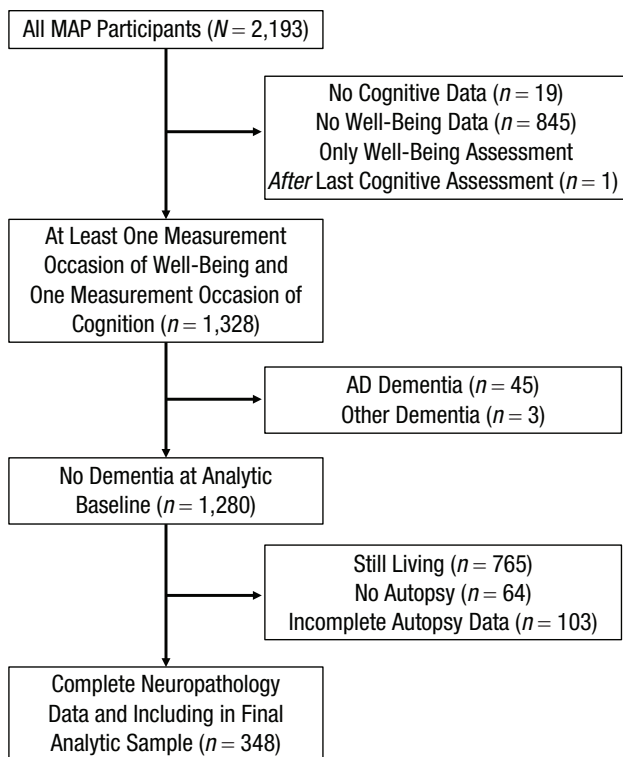 All MAP Participants (N = 2,193)
No Cognitive Data (n = 19)
No Well-Being Data (n = 845)
Only Well-Being Assessment
After Last Cognitive Assessment (n = 1)
At Least One Measurement
Occasion of Well-Being and
One Measurement Occasion of
Cognition (n = 1,328)
AD Dementia (n = 45)
Other Dementia (n = 3)
No Dementia at Analytic
Baseline (n = 1,280)
Still Living (n = 765)
No Autopsy (n = 64)
Incomplete Autopsy Data (n = 103)
Complete Neuropathology
Data and Including in Final
Analytic Sample (n = 348)